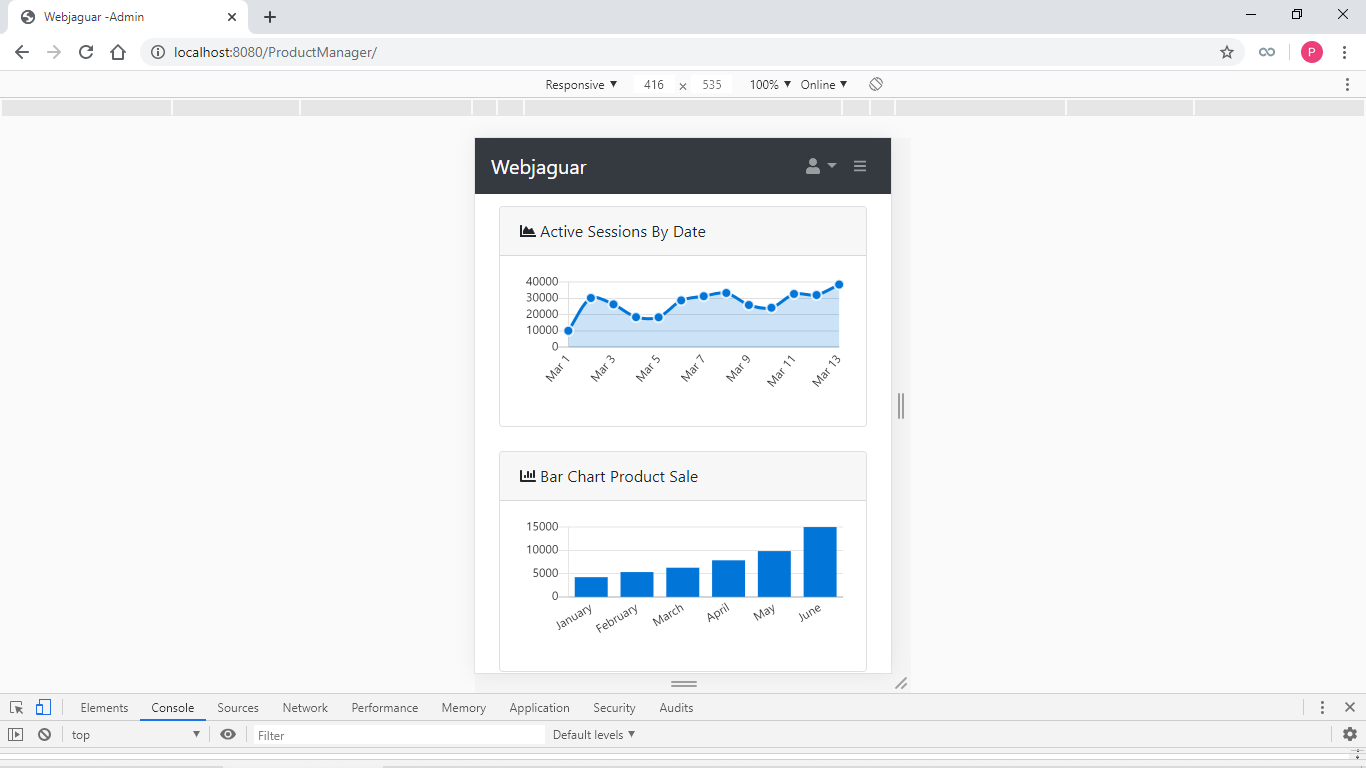 Webjaguar -Admin
localhost:8080/ProductManager/
P
Responsive 416 × 535 100% Online
Webjaguar
Active Sessions By Date
40000
30000
20000
10000
0
Mar 1 Mar 3 Mar 5 Mar 7 Mar 9 Mar 11 Mar 13
Bar Chart Product Sale
15000
10000
5000
0
January February March April May June
Elements Console Sources Network Performance Memory Application Security Audits
top Filter Default levels